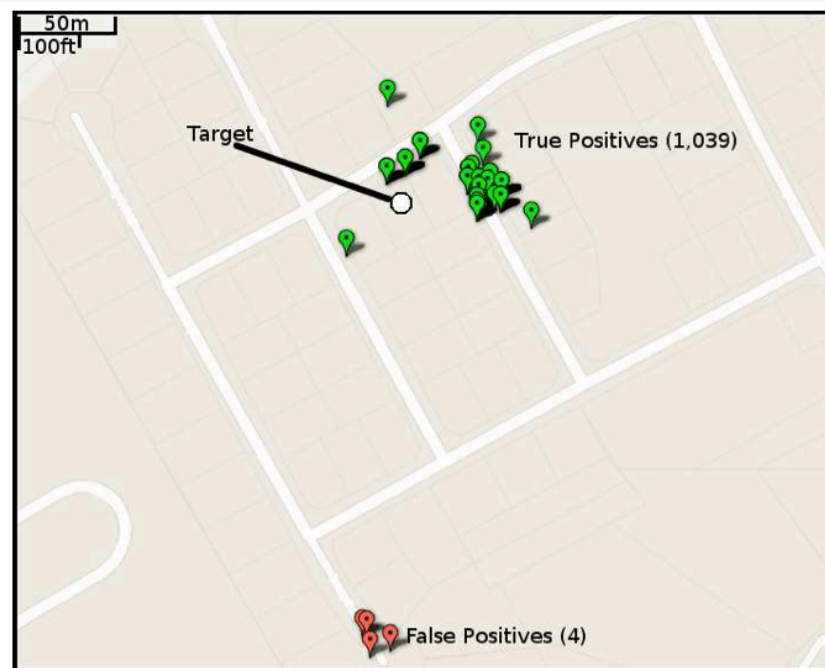 50m
100ft
Target
True Positives (1,039)
False Positives (4)